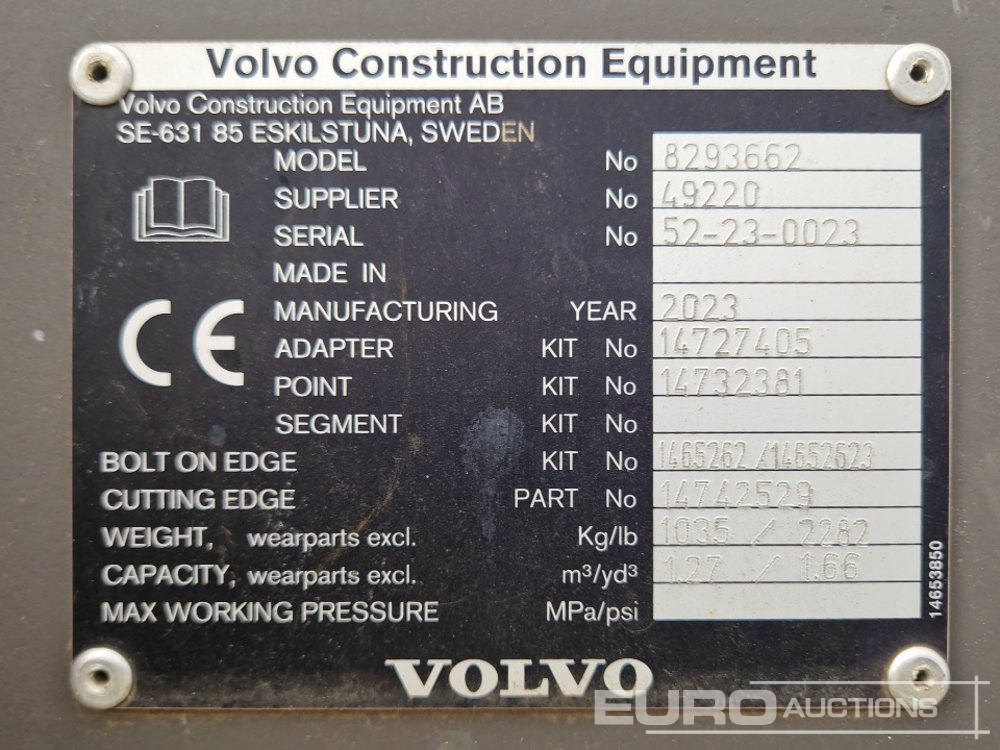 Volvo Construction Equipment
Volvo Construction Equipment AB
SE-631 85 ESKILSTUNA, SWEDEN
MODEL No 8293662
SUPPLIER No 49220
SERIAL No 52-23-0023
MADE IN
MANUFACTURING YEAR 2023
ADAPTER KIT No 14727405
POINT KIT No 14732381
SEGMENT KIT No
BOLT ON EDGE KIT No 1465262 /14652623
CUTTING EDGE PART No 14742529
WEIGHT, wearparts excl. Kg/lb 1035 / 2282
CAPACITY, wearparts excl. m³/yd³ 1.27 / 1.66
MAX WORKING PRESSURE MPa/psi
CE
14653850
VOLVO
EURO AUCTIONS